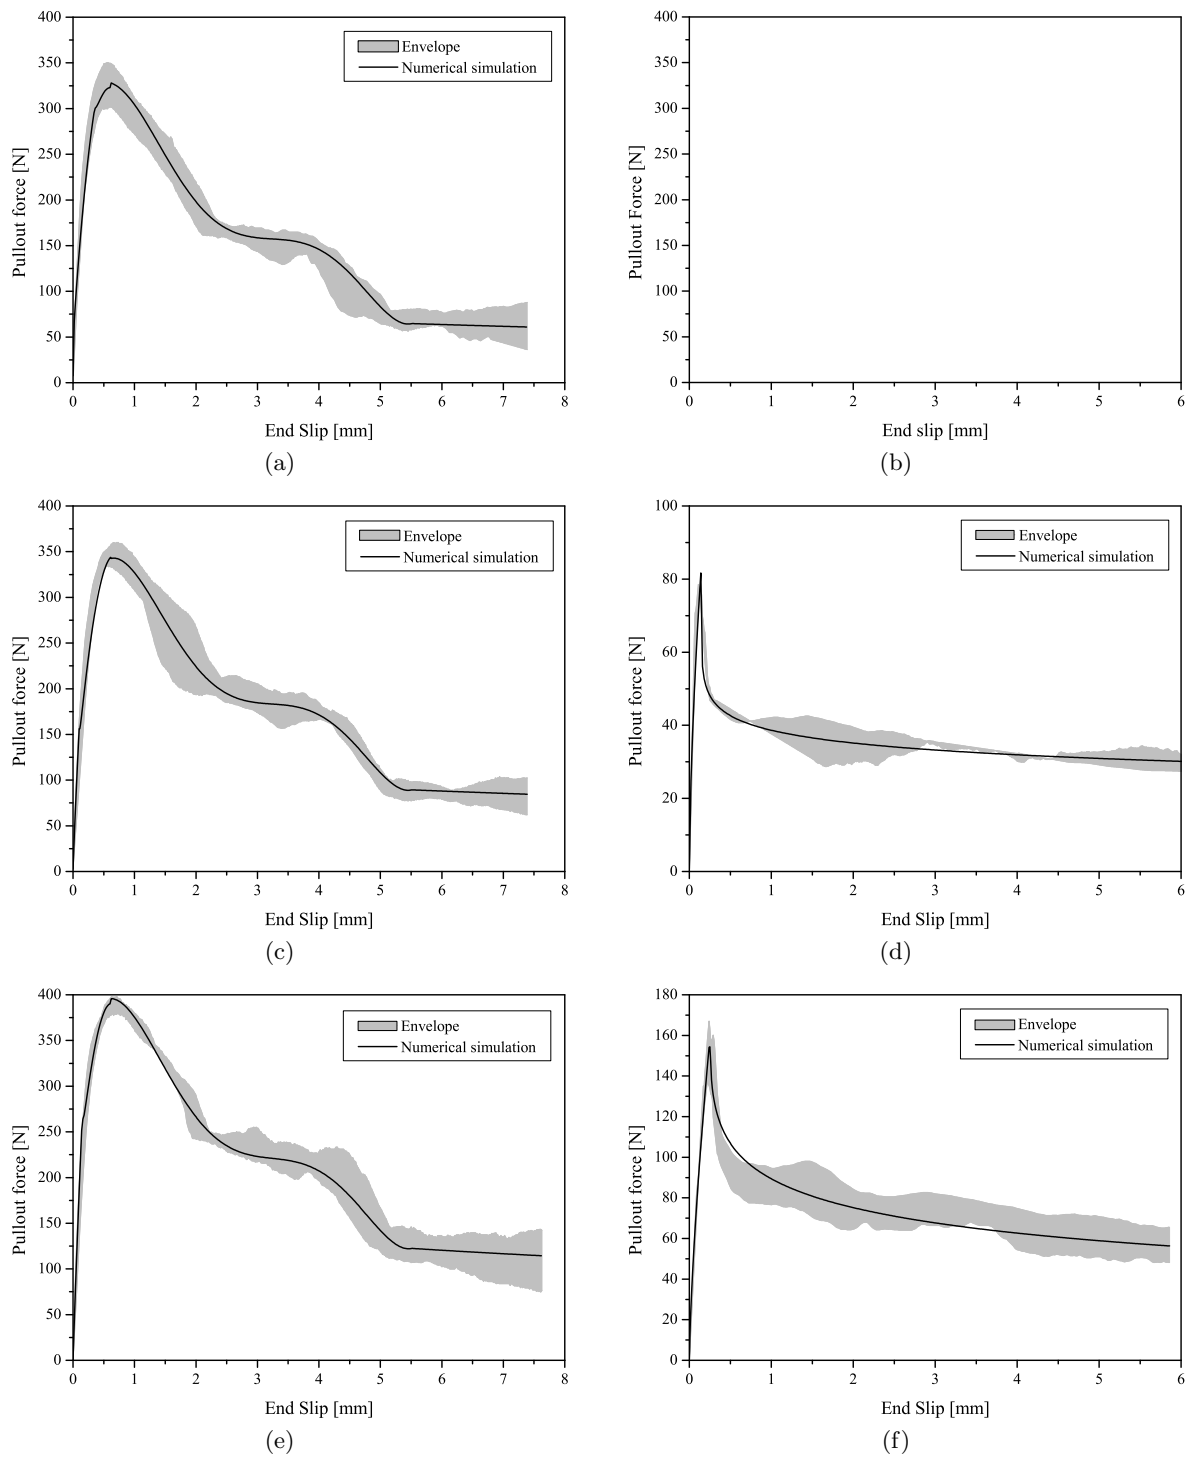 400
350
300
250
200
150
100
50
0
Pullout force [N]
Envelope
Numerical simulation
0 1 2 3 4 5 6 7 8
End Slip [mm]
(a)
400
350
300
250
200
150
100
50
0
Pullout Force [N]
0 1 2 3 4 5 6
End slip [mm]
(b)
400
350
300
250
200
150
100
50
0
Pullout force [N]
Envelope
Numerical simulation
0 1 2 3 4 5 6 7 8
End Slip [mm]
(c)
100
80
60
40
20
0
Pullout force [N]
Envelope
Numerical simulation
0 1 2 3 4 5 6
End Slip [mm]
(d)
400
350
300
250
200
150
100
50
0
Pullout force [N]
Envelope
Numerical simulation
0 1 2 3 4 5 6 7 8
End Slip [mm]
(e)
180
160
140
120
100
80
60
40
20
0
Pullout force [N]
Envelope
Numerical simulation
0 1 2 3 4 5 6
End Slip [mm]
(f)